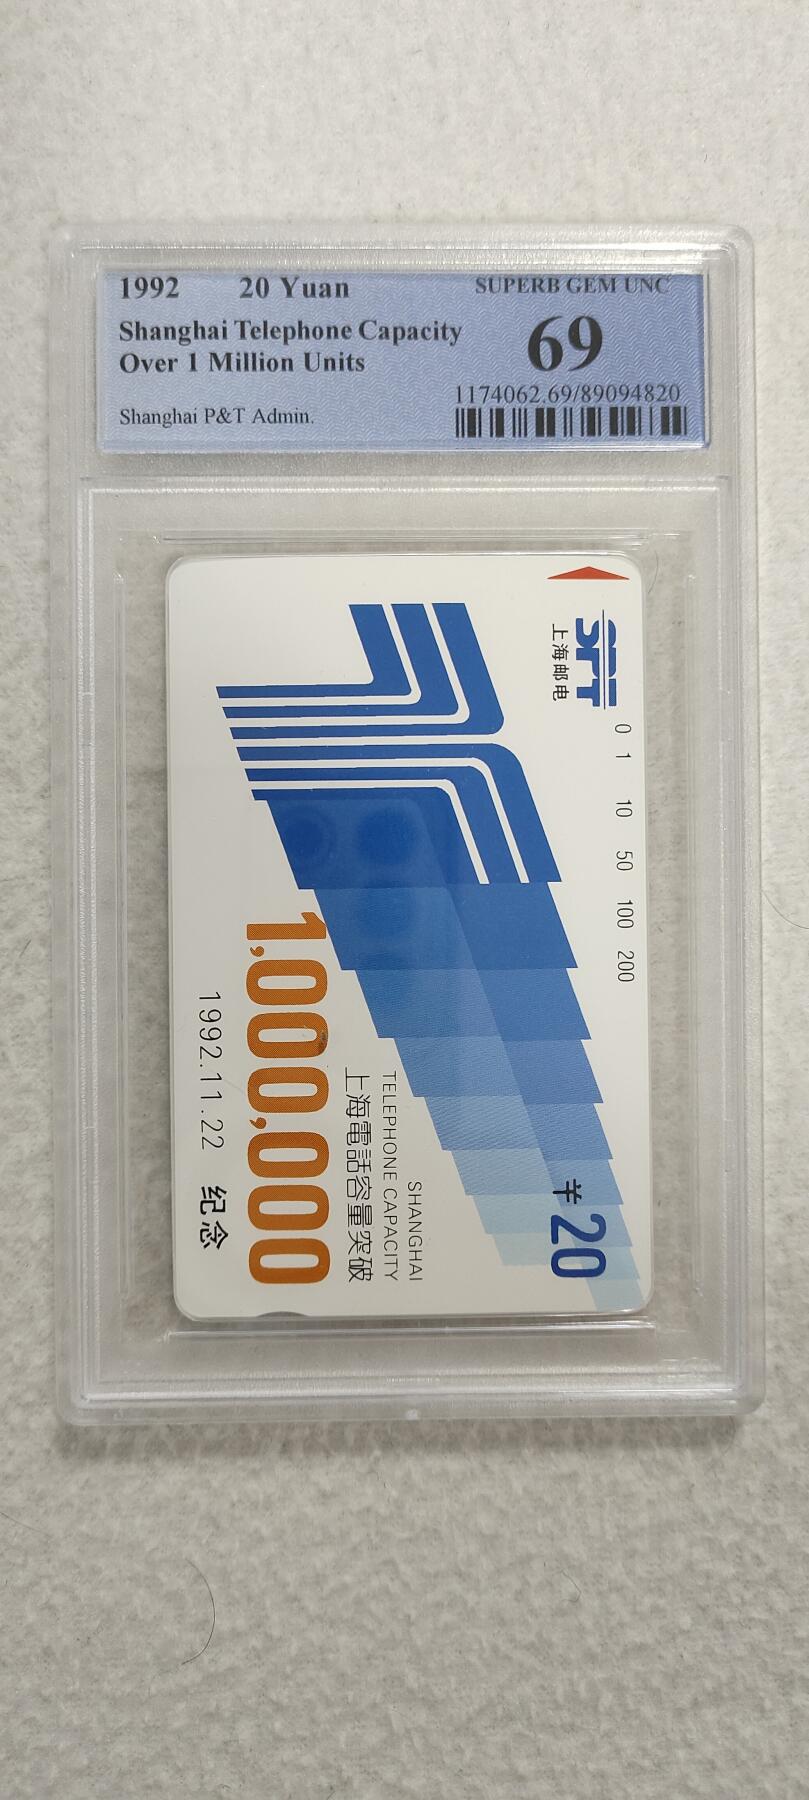 1992 20 Yuan
SUPERB GEM UNC
Shanghai Telephone Capacity
Over 1 Million Units
69
1174062.69/89094820
Shanghai P&T Admin.
SPT
上海邮电
0 1 10 50 100 200
¥20
SHANGHAI
TELEPHONE CAPACITY
上海電話容量突破
1,000,000
1992.11.22 纪念